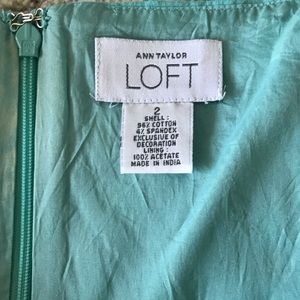 ANN TAYLOR
LOFT
2
SHELL:
96% COTTON
4% SPANDEX
EXCLUSIVE OF
DECORATION
LINING:
100% ACETATE
MADE IN INDIA